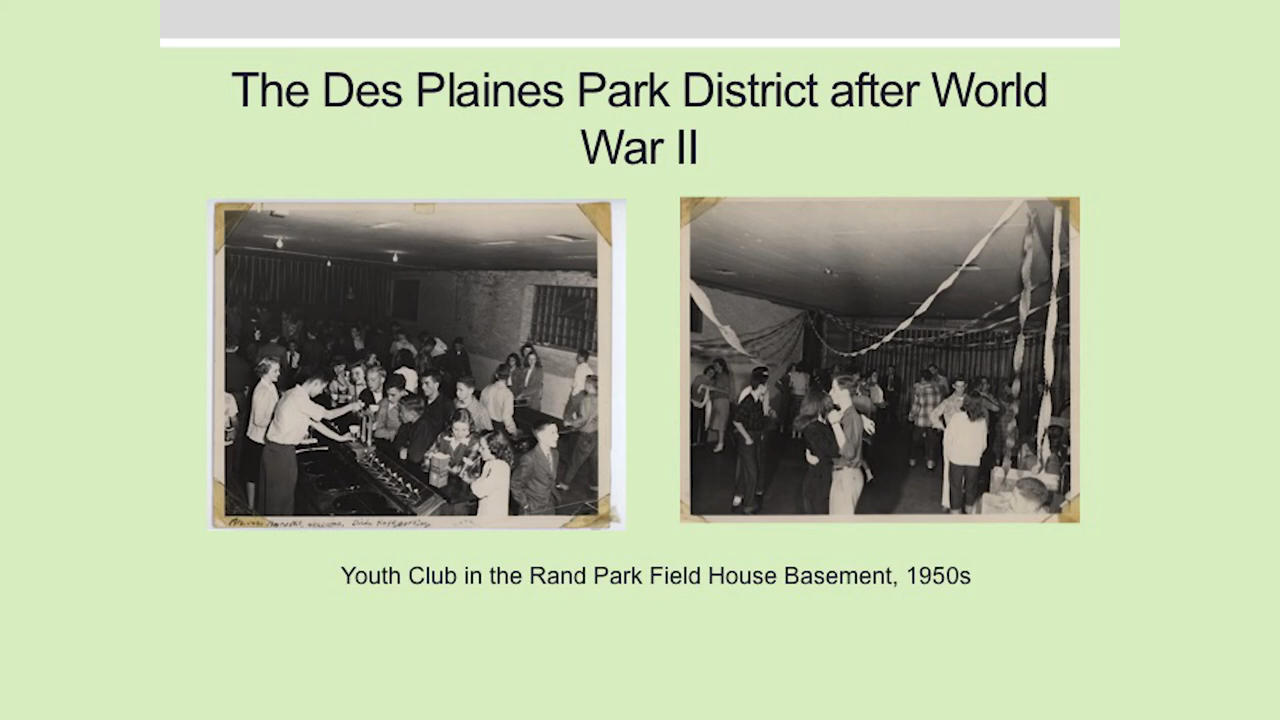 The Des Plaines Park District after World
War II
Youth Club in the Rand Park Field House Basement, 1950s